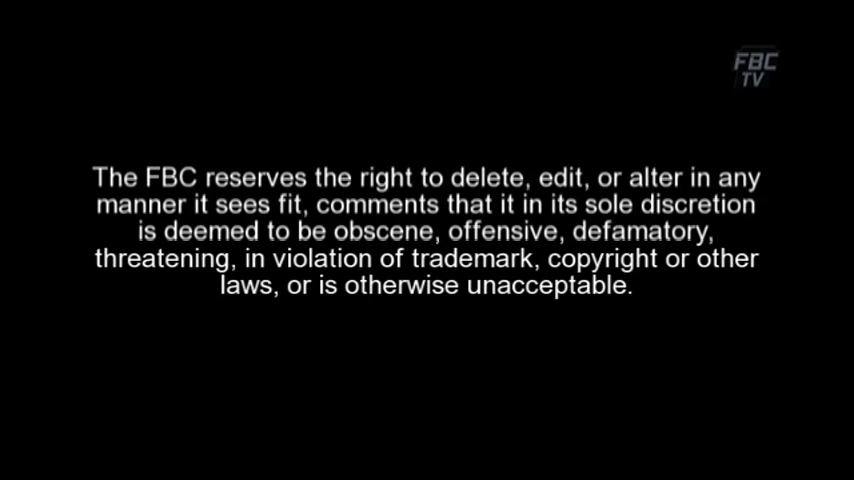 FBC
TV
The FBC reserves the right to delete, edit, or alter in any
manner it sees fit, comments that it in its sole discretion
is deemed to be obscene, offensive, defamatory,
threatening, in violation of trademark, copyright or other
laws, or is otherwise unacceptable.